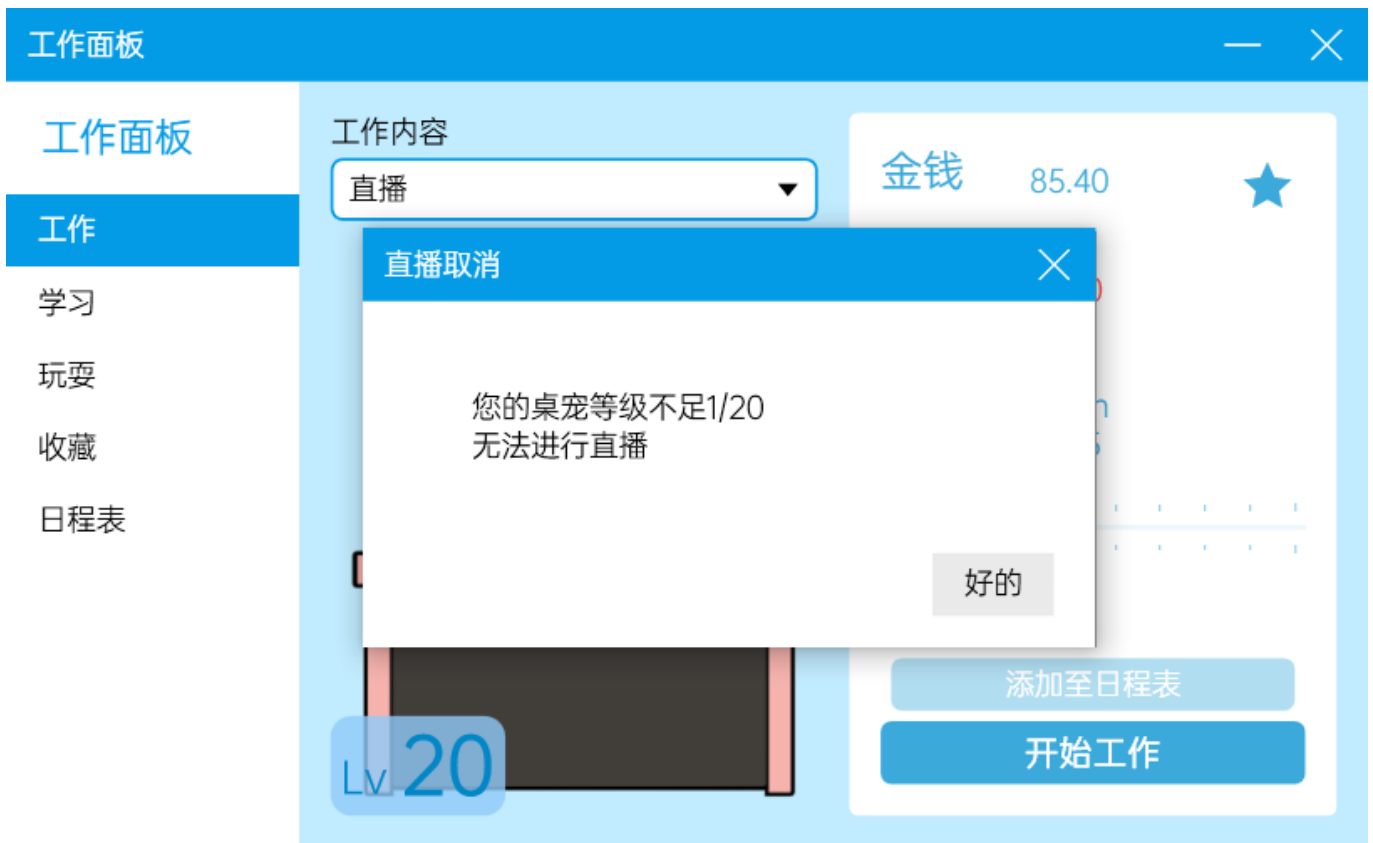 工作面板
工作面板
工作
学习
玩耍
收藏
日程表
工作内容
直播
金钱 85.40
直播取消
您的桌宠等级不足1/20
无法进行直播
好的
添加至日程表
开始工作
Lv 20